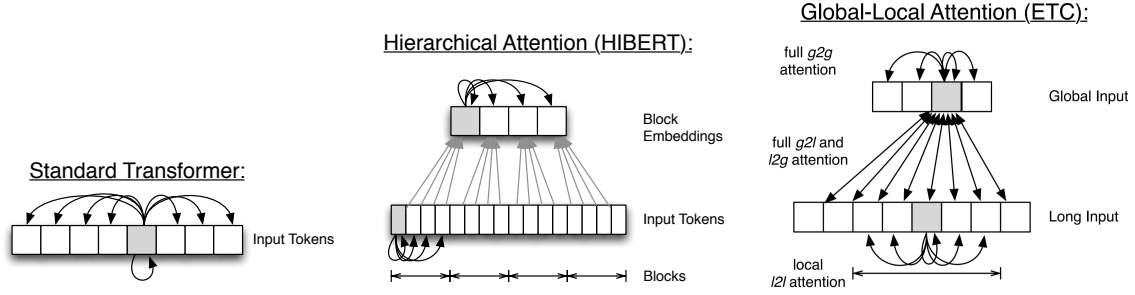 Standard Transformer:
Input Tokens
Hierarchical Attention (HIBERT):
Block
Embeddings
Input Tokens
Blocks
Global-Local Attention (ETC):
full g2g
attention
Global Input
full g2l and
l2g attention
Long Input
local
l2l attention